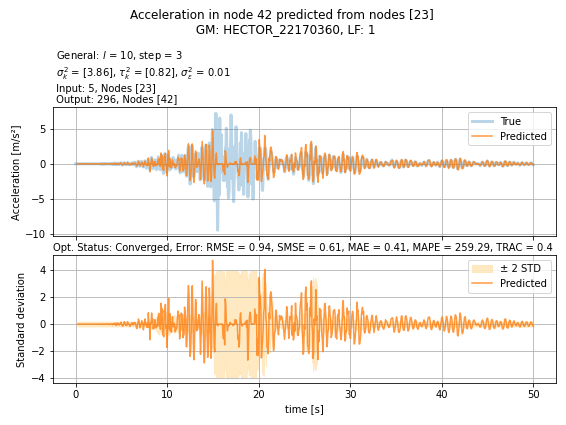 Acceleration in node 42 predicted from nodes [23]
GM: HECTOR_22170360, LF: 1
General: l = 10, step = 3
σ²ₖ = [3.86], τ²ₖ = [0.82], σ²ε = 0.01
Input: 5, Nodes [23]
Output: 296, Nodes [42]
Acceleration [m/s²]
5
0
−5
−10
True
Predicted
Opt. Status: Converged, Error: RMSE = 0.94, SMSE = 0.61, MAE = 0.41, MAPE = 259.29, TRAC = 0.4
Standard deviation
4
2
0
−2
−4
± 2 STD
Predicted
0 10 20 30 40 50
time [s]